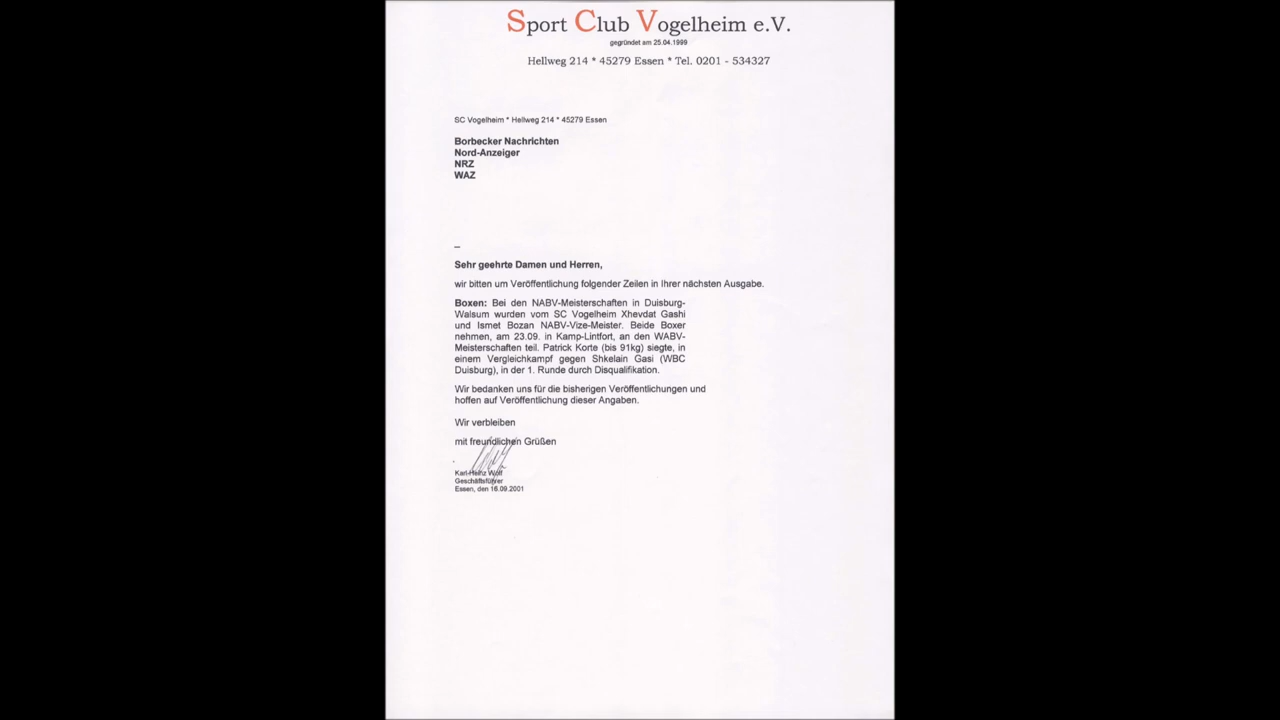 Sport Club Vogelheim e.V.
gegründet am 25.04.1999
Hellweg 214 * 45279 Essen * Tel. 0201 - 534327
SC Vogelheim * Hellweg 214 * 45279 Essen
Borbecker Nachrichten
Nord-Anzeiger
NRZ
WAZ
–
Sehr geehrte Damen und Herren,
wir bitten um Veröffentlichung folgender Zeilen in Ihrer nächsten Ausgabe.
Boxen: Bei den NABV-Meisterschaften in Duisburg-
Walsum wurden vom SC Vogelheim Xhevdat Gashi
und Ismet Bozan NABV-Vize-Meister. Beide Boxer
nehmen, am 23.09. in Kamp-Lintfort, an den WABV-
Meisterschaften teil. Patrick Korte (bis 91kg) siegte, in
einem Vergleichkampf gegen Shkelain Gasi (WBC
Duisburg), in der 1. Runde durch Disqualifikation.
Wir bedanken uns für die bisherigen Veröffentlichungen und
hoffen auf Veröffentlichung dieser Angaben.
Wir verbleiben
mit freundlichen Grüßen
Karl-Heinz Wolf
Geschäftsführer
Essen, den 16.09.2001